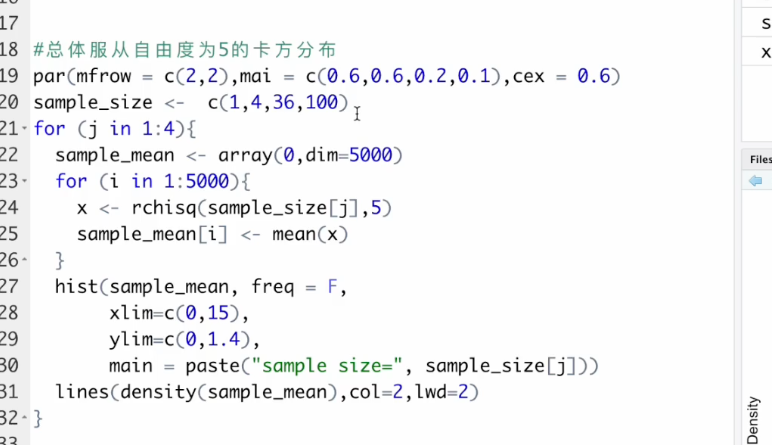 17
18 #总体服从自由度为5的卡方分布
19 par(mfrow = c(2,2),mai = c(0.6,0.6,0.2,0.1),cex = 0.6)
20 sample_size <-  c(1,4,36,100)
21 for (j in 1:4){
22   sample_mean <- array(0,dim=5000)
23   for (i in 1:5000){
24     x <- rchisq(sample_size[j],5)
25     sample_mean[i] <- mean(x)
26   }
27   hist(sample_mean, freq = F,
28        xlim=c(0,15),
29        ylim=c(0,1.4),
30        main = paste("sample size=", sample_size[j]))
31   lines(density(sample_mean),col=2,lwd=2)
32 }
33
s
x
Files
Density